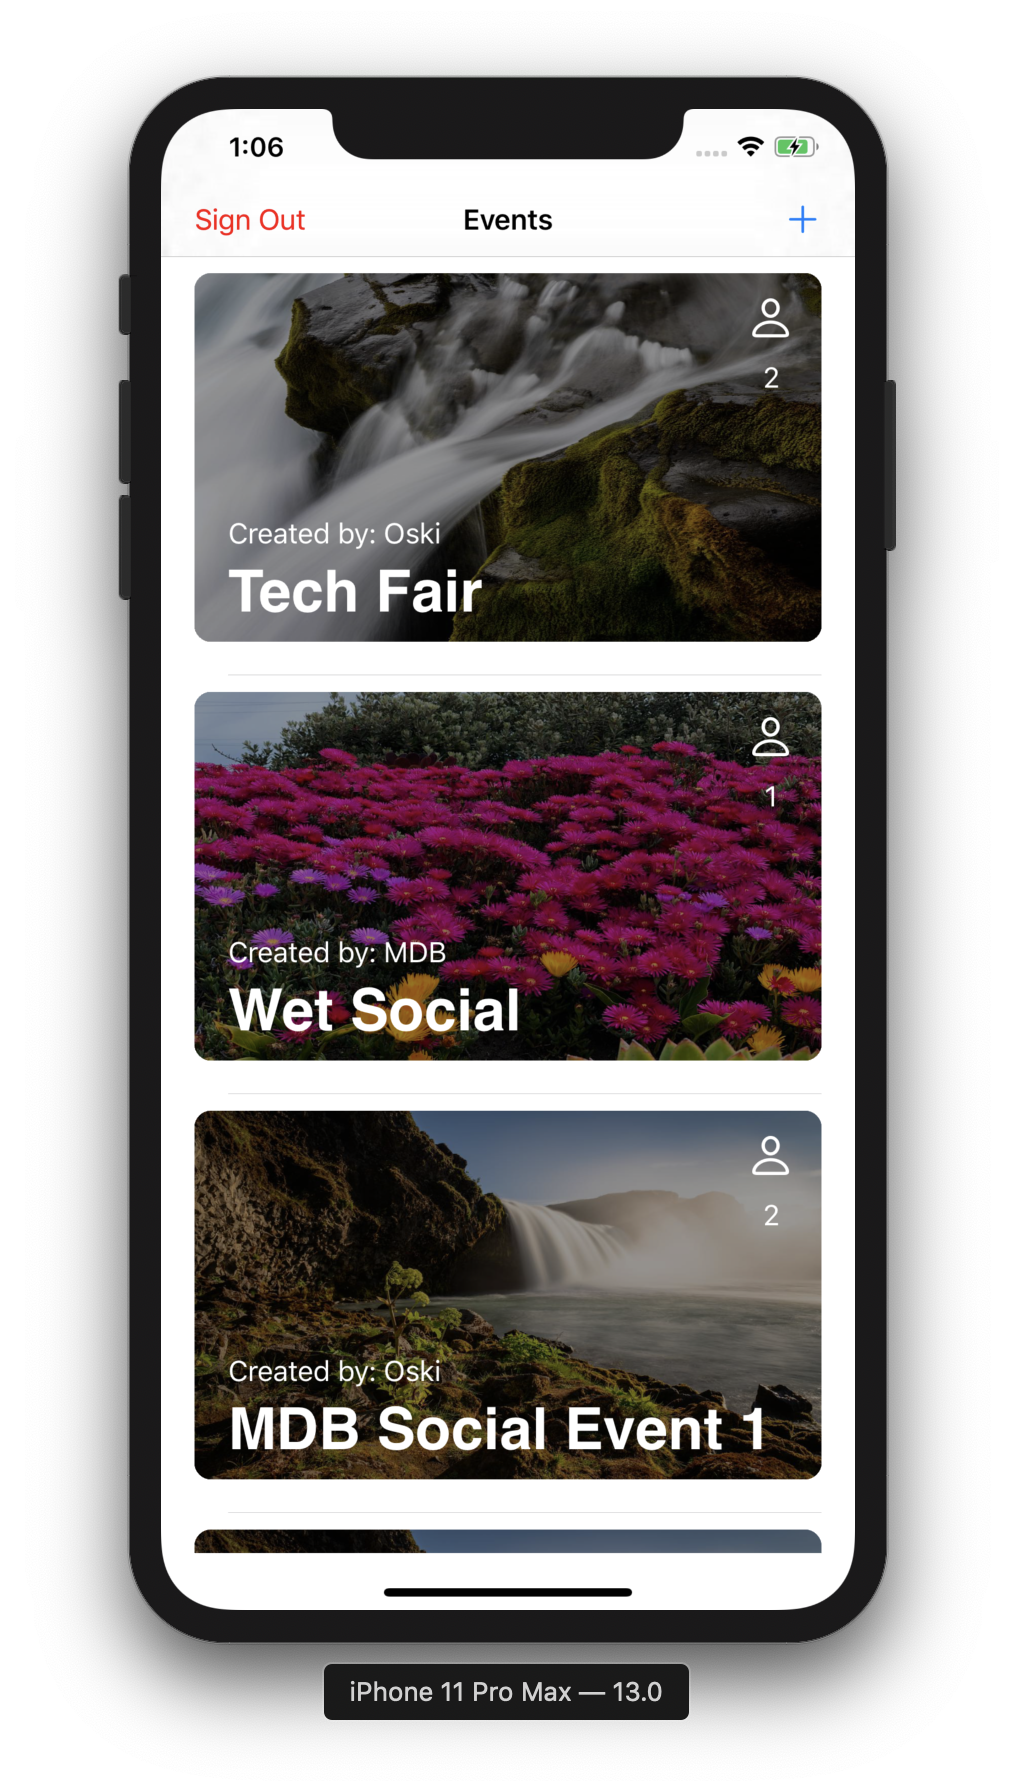 1:06
Sign Out Events +
2
Created by: Oski
Tech Fair
1
Created by: MDB
Wet Social
2
Created by: Oski
MDB Social Event 1
iPhone 11 Pro Max — 13.0